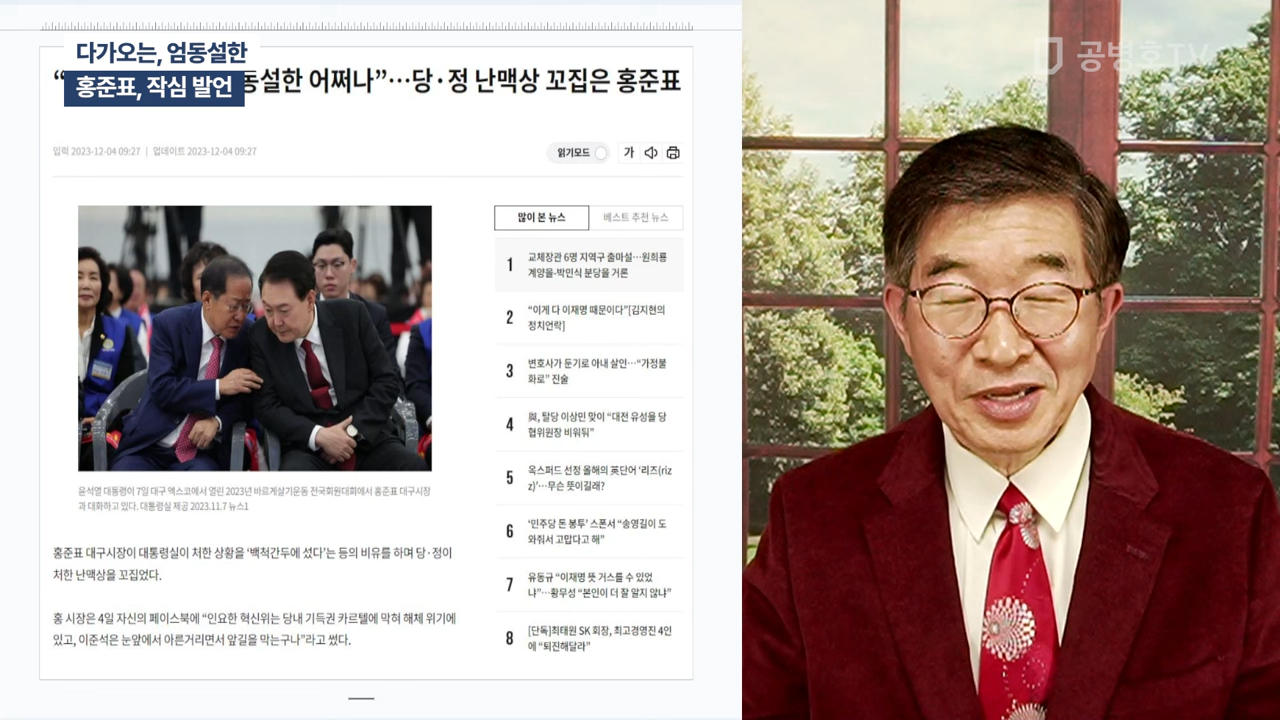 다가오는, 엄동설한
홍준표, 작심 발언
“
동설한 어쩌나”…당·정 난맥상 꼬집은 홍준표
입력 2023-12-04 09:27 | 업데이트 2023-12-04 09:27
읽기모드
가
많이 본 뉴스
베스트 추천 뉴스
1 교체장관 6명 지역구 출마설…원희룡
계양을-박민식 분당을 거론
2 “이게 다 이재명 때문이다”[김지현의
정치언락]
3 변호사가 둔기로 아내 살인…“가정불
화로” 진술
4 與, 탈당 이상민 맞이 “대전 유성을 당
협위원장 비워둬”
5 옥스퍼드 선정 올해의 英단어 ‘리즈(riz
z)’…무슨 뜻이길래?
6 ‘민주당 돈 봉투’ 스폰서 “송영길이 도
와줘서 고맙다고 해”
7 유동규 “이재명 뜻 거스를 수 있었
냐”…황무성 “본인이 더 잘 알지 않냐”
8 [단독]최태원 SK 회장, 최고경영진 4인
에 “퇴진해달라”
윤석열 대통령이 7일 대구 엑스코에서 열린 2023년 바르게살기운동 전국회원대회에서 홍준표 대구시장
과 대화하고 있다. 대통령실 제공 2023.11.7 뉴스1
홍준표 대구시장이 대통령실이 처한 상황을 ‘백척간두에 섰다’는 등의 비유를 하며 당·정이
처한 난맥상을 꼬집었다.
홍 시장은 4일 자신의 페이스북에 “인요한 혁신위는 당내 기득권 카르텔에 막혀 해체 위기에
있고, 이준석은 눈앞에서 아른거리면서 앞길을 막는구나”라고 썼다.
공병호TV